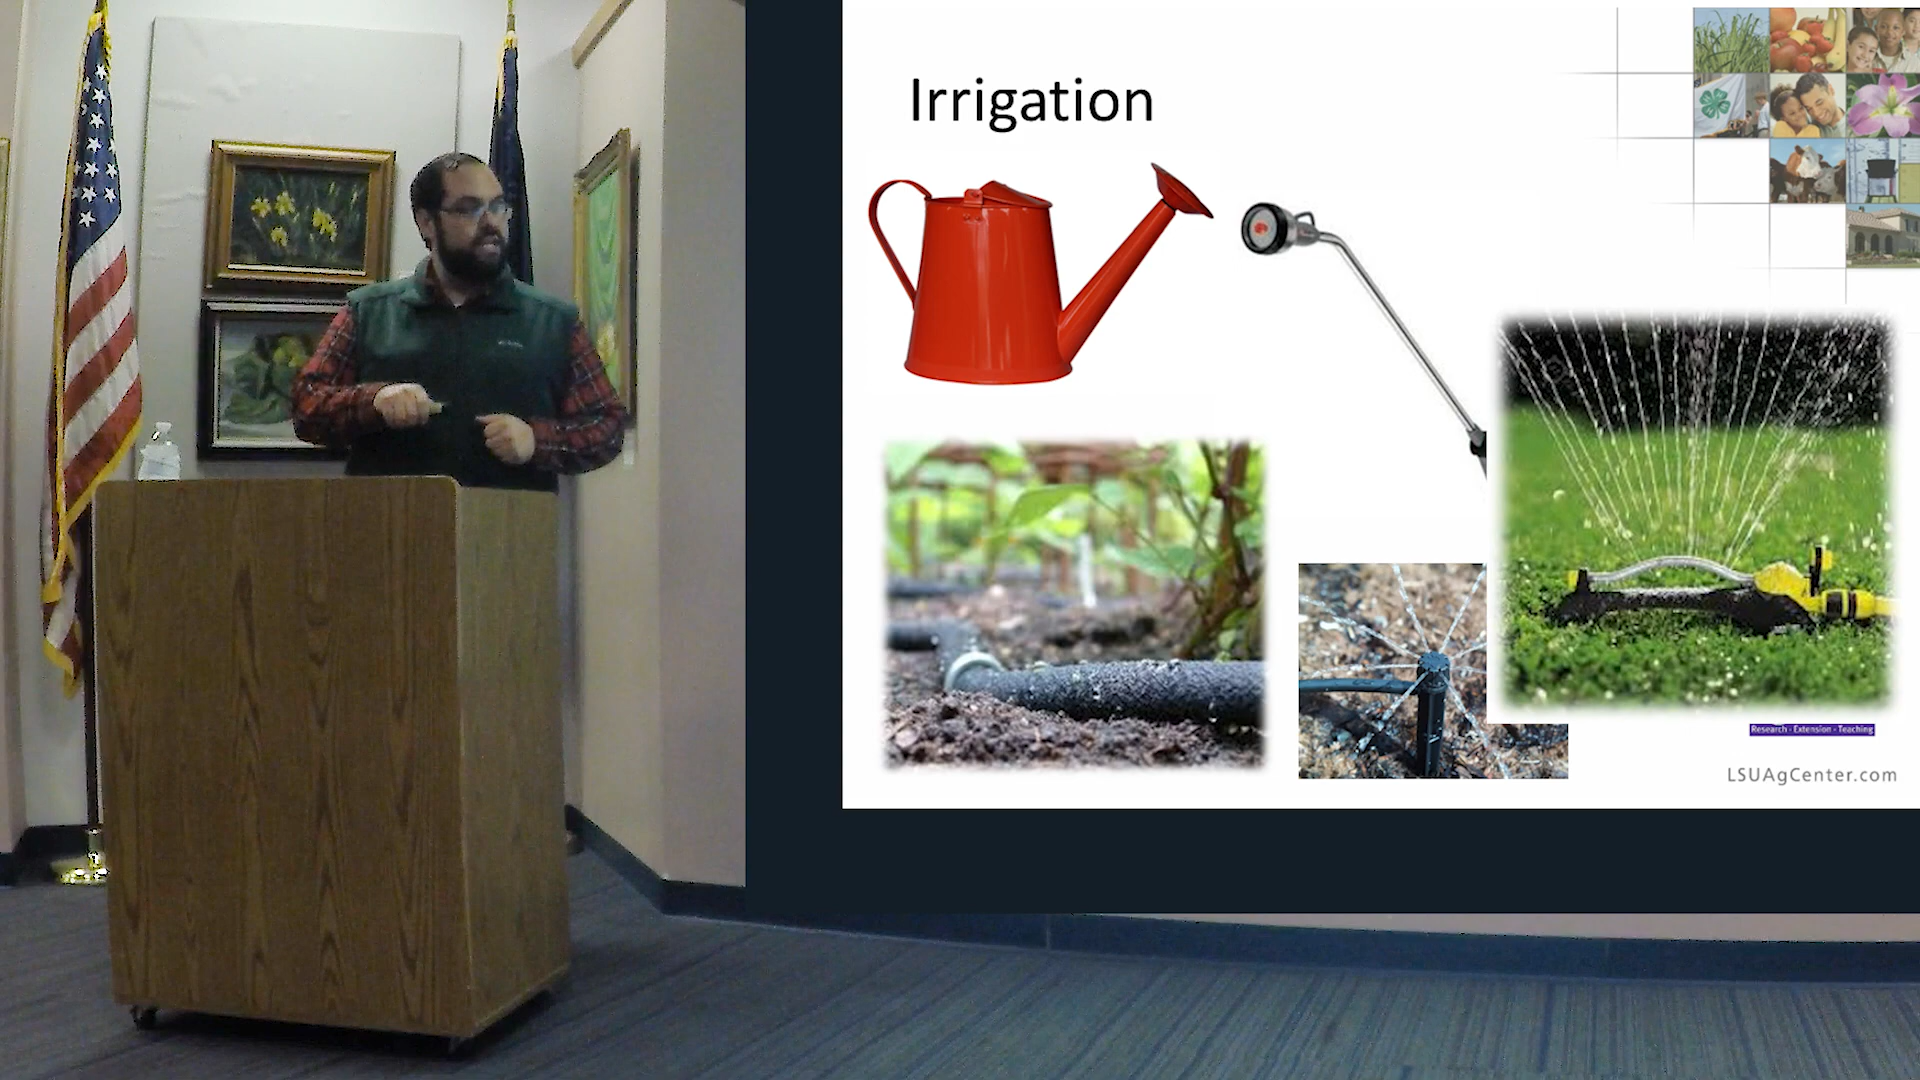 Irrigation
Research - Extension - Teaching
LSUAgCenter.com